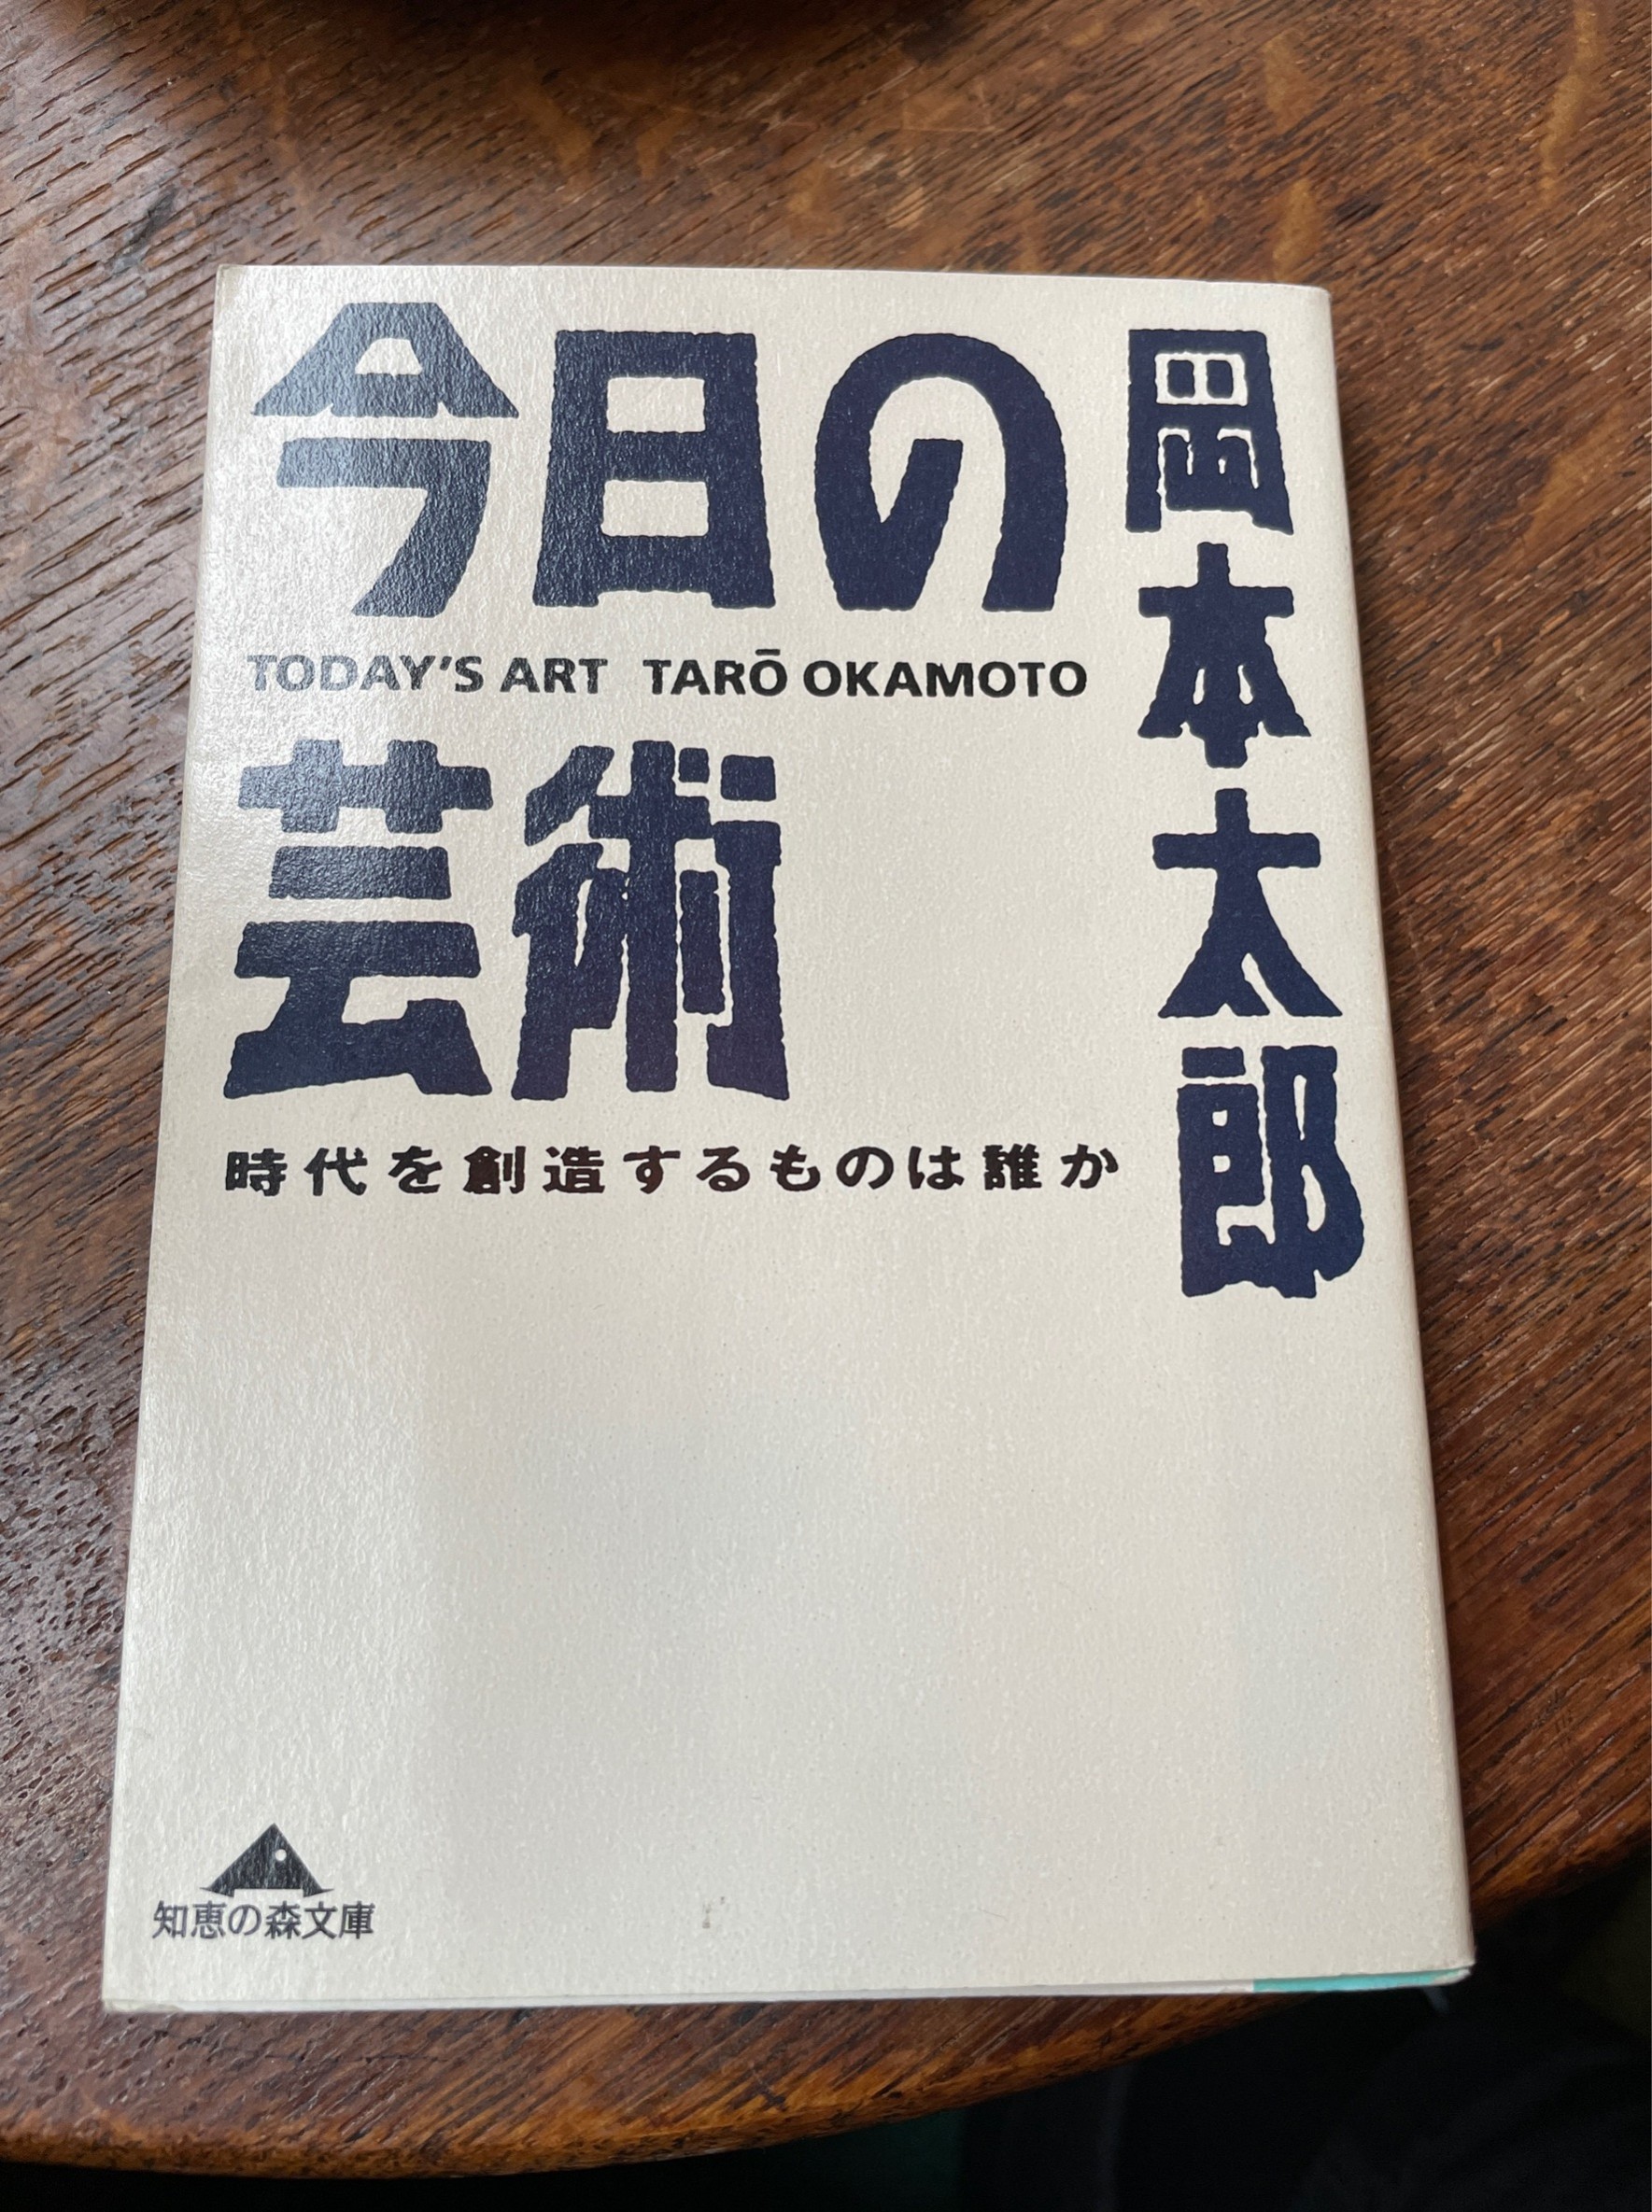 今日の
TODAY'S ART TARŌ OKAMOTO
芸術
時代を創造するものは誰か
岡本太郎
知恵の森文庫